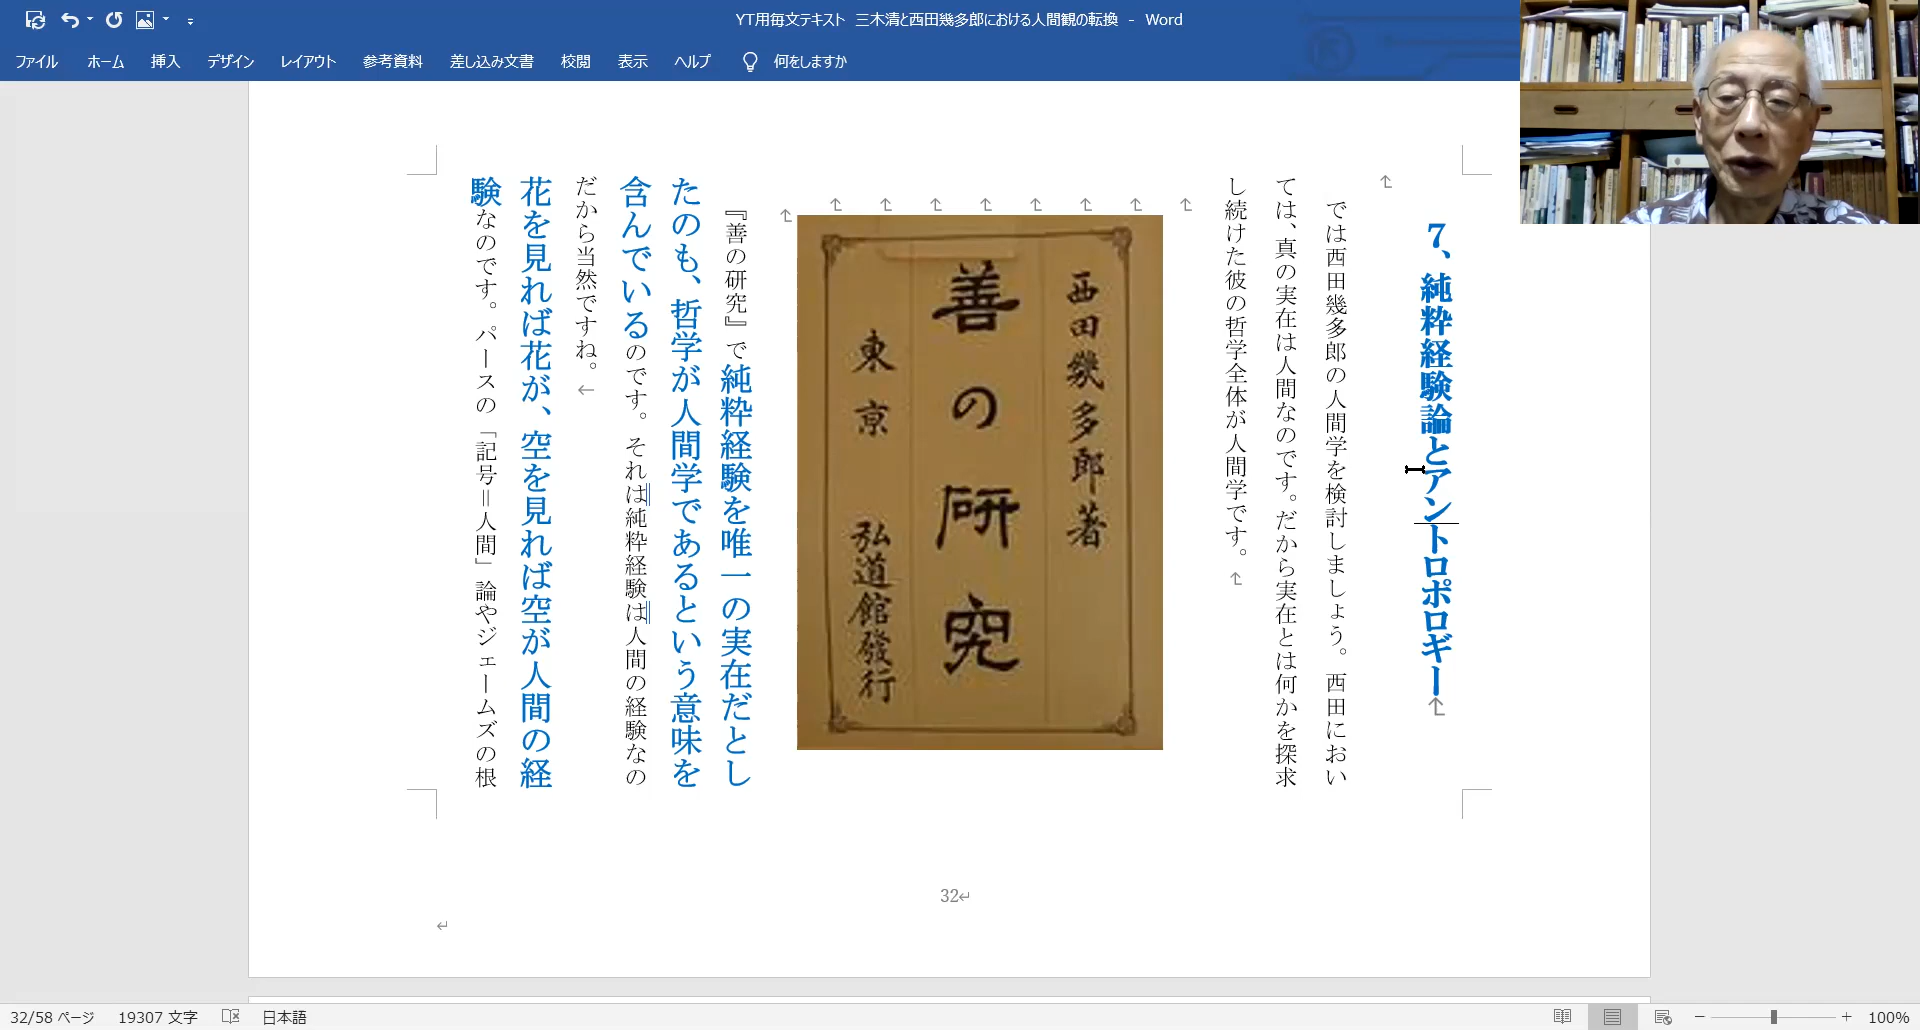 YT用毎文テキスト 三木清と西田幾多郎における人間観の転換 - Word
ファイル ホーム 挿入 デザイン レイアウト 参考資料 差し込み文書 校閲 表示 ヘルプ 何をしますか
7、純粋経験論とアントロポロギー
では西田幾多郎の人間学を検討しましょう。西田におい
ては、真の実在は人間なのです。だから実在とは何かを探求
し続けた彼の哲学全体が人間学です。
西田幾多郎著
善の研究
東京 弘道館發行
『善の研究』で純粋経験を唯一の実在だとし
たのも、哲学が人間学であるという意味を
含んでいるのです。それは純粋経験は人間の経験なの
だから当然ですね。
花を見れば花が、空を見れば空が人間の経
験なのです。パースの「記号＝人間」論やジェームズの根
32
32/58 ページ 19307 文字 日本語 100%